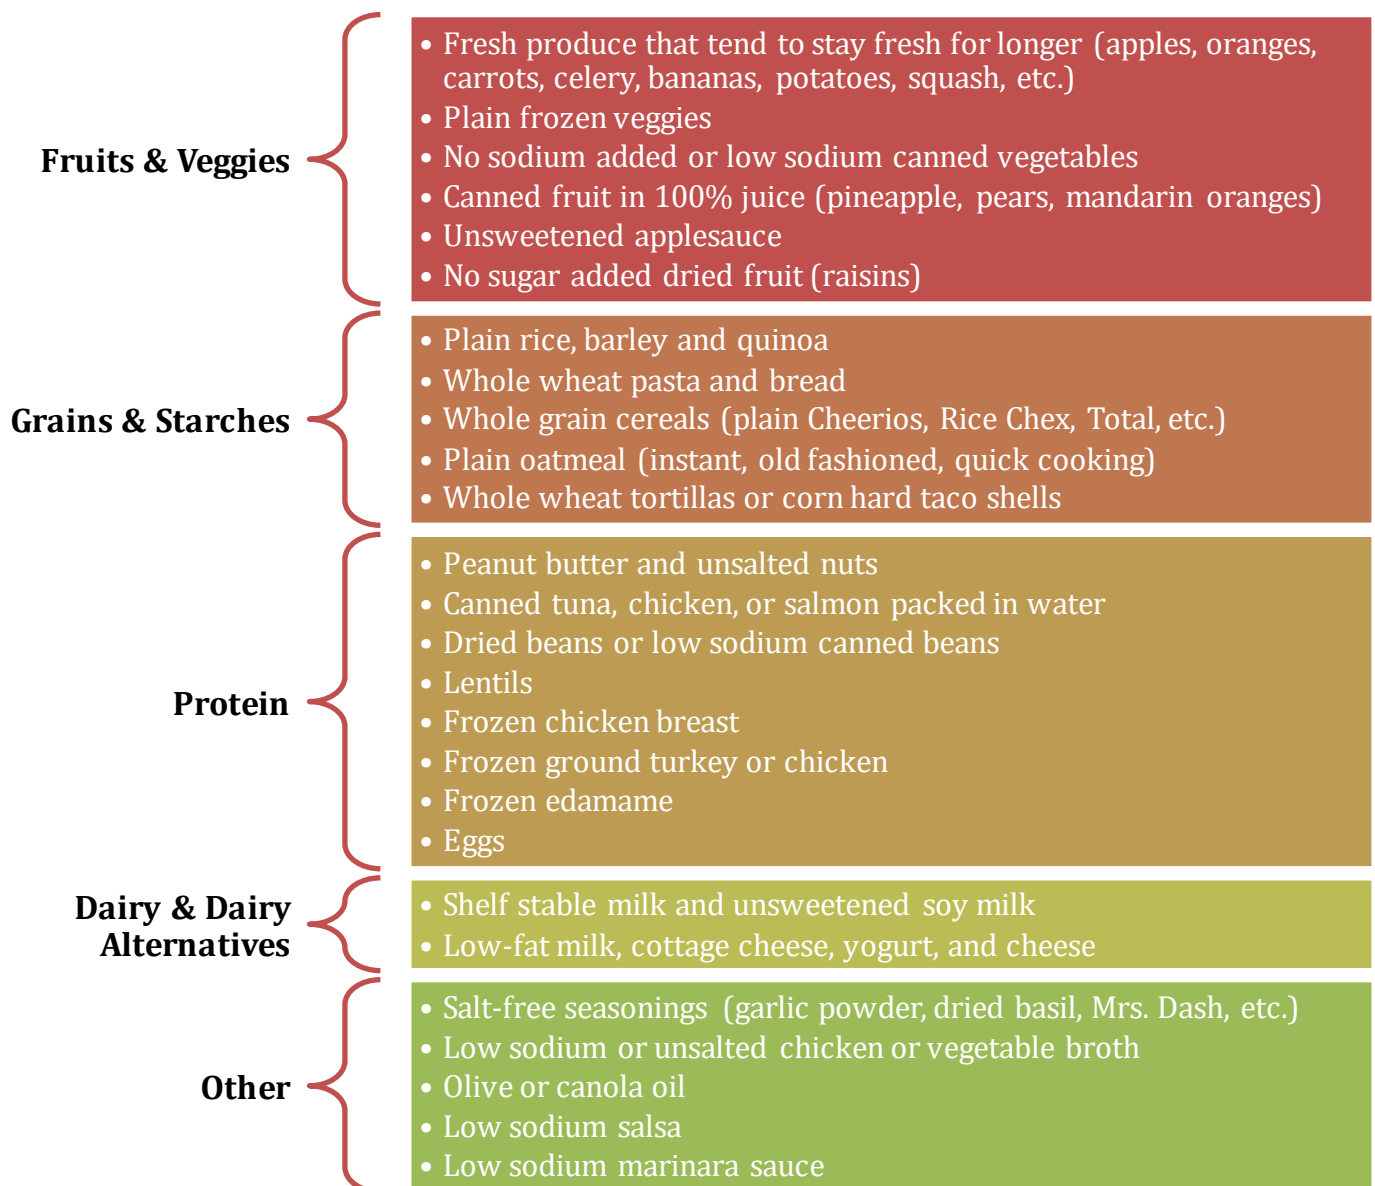 Fruits & Veggies
• Fresh produce that tend to stay fresh for longer (apples, oranges,
carrots, celery, bananas, potatoes, squash, etc.)
• Plain frozen veggies
• No sodium added or low sodium canned vegetables
• Canned fruit in 100% juice (pineapple, pears, mandarin oranges)
• Unsweetened applesauce
• No sugar added dried fruit (raisins)
Grains & Starches
• Plain rice, barley and quinoa
• Whole wheat pasta and bread
• Whole grain cereals (plain Cheerios, Rice Chex, Total, etc.)
• Plain oatmeal (instant, old fashioned, quick cooking)
• Whole wheat tortillas or corn hard taco shells
Protein
• Peanut butter and unsalted nuts
• Canned tuna, chicken, or salmon packed in water
• Dried beans or low sodium canned beans
• Lentils
• Frozen chicken breast
• Frozen ground turkey or chicken
• Frozen edamame
• Eggs
Dairy & Dairy
Alternatives
• Shelf stable milk and unsweetened soy milk
• Low-fat milk, cottage cheese, yogurt, and cheese
Other
• Salt-free seasonings (garlic powder, dried basil, Mrs. Dash, etc.)
• Low sodium or unsalted chicken or vegetable broth
• Olive or canola oil
• Low sodium salsa
• Low sodium marinara sauce